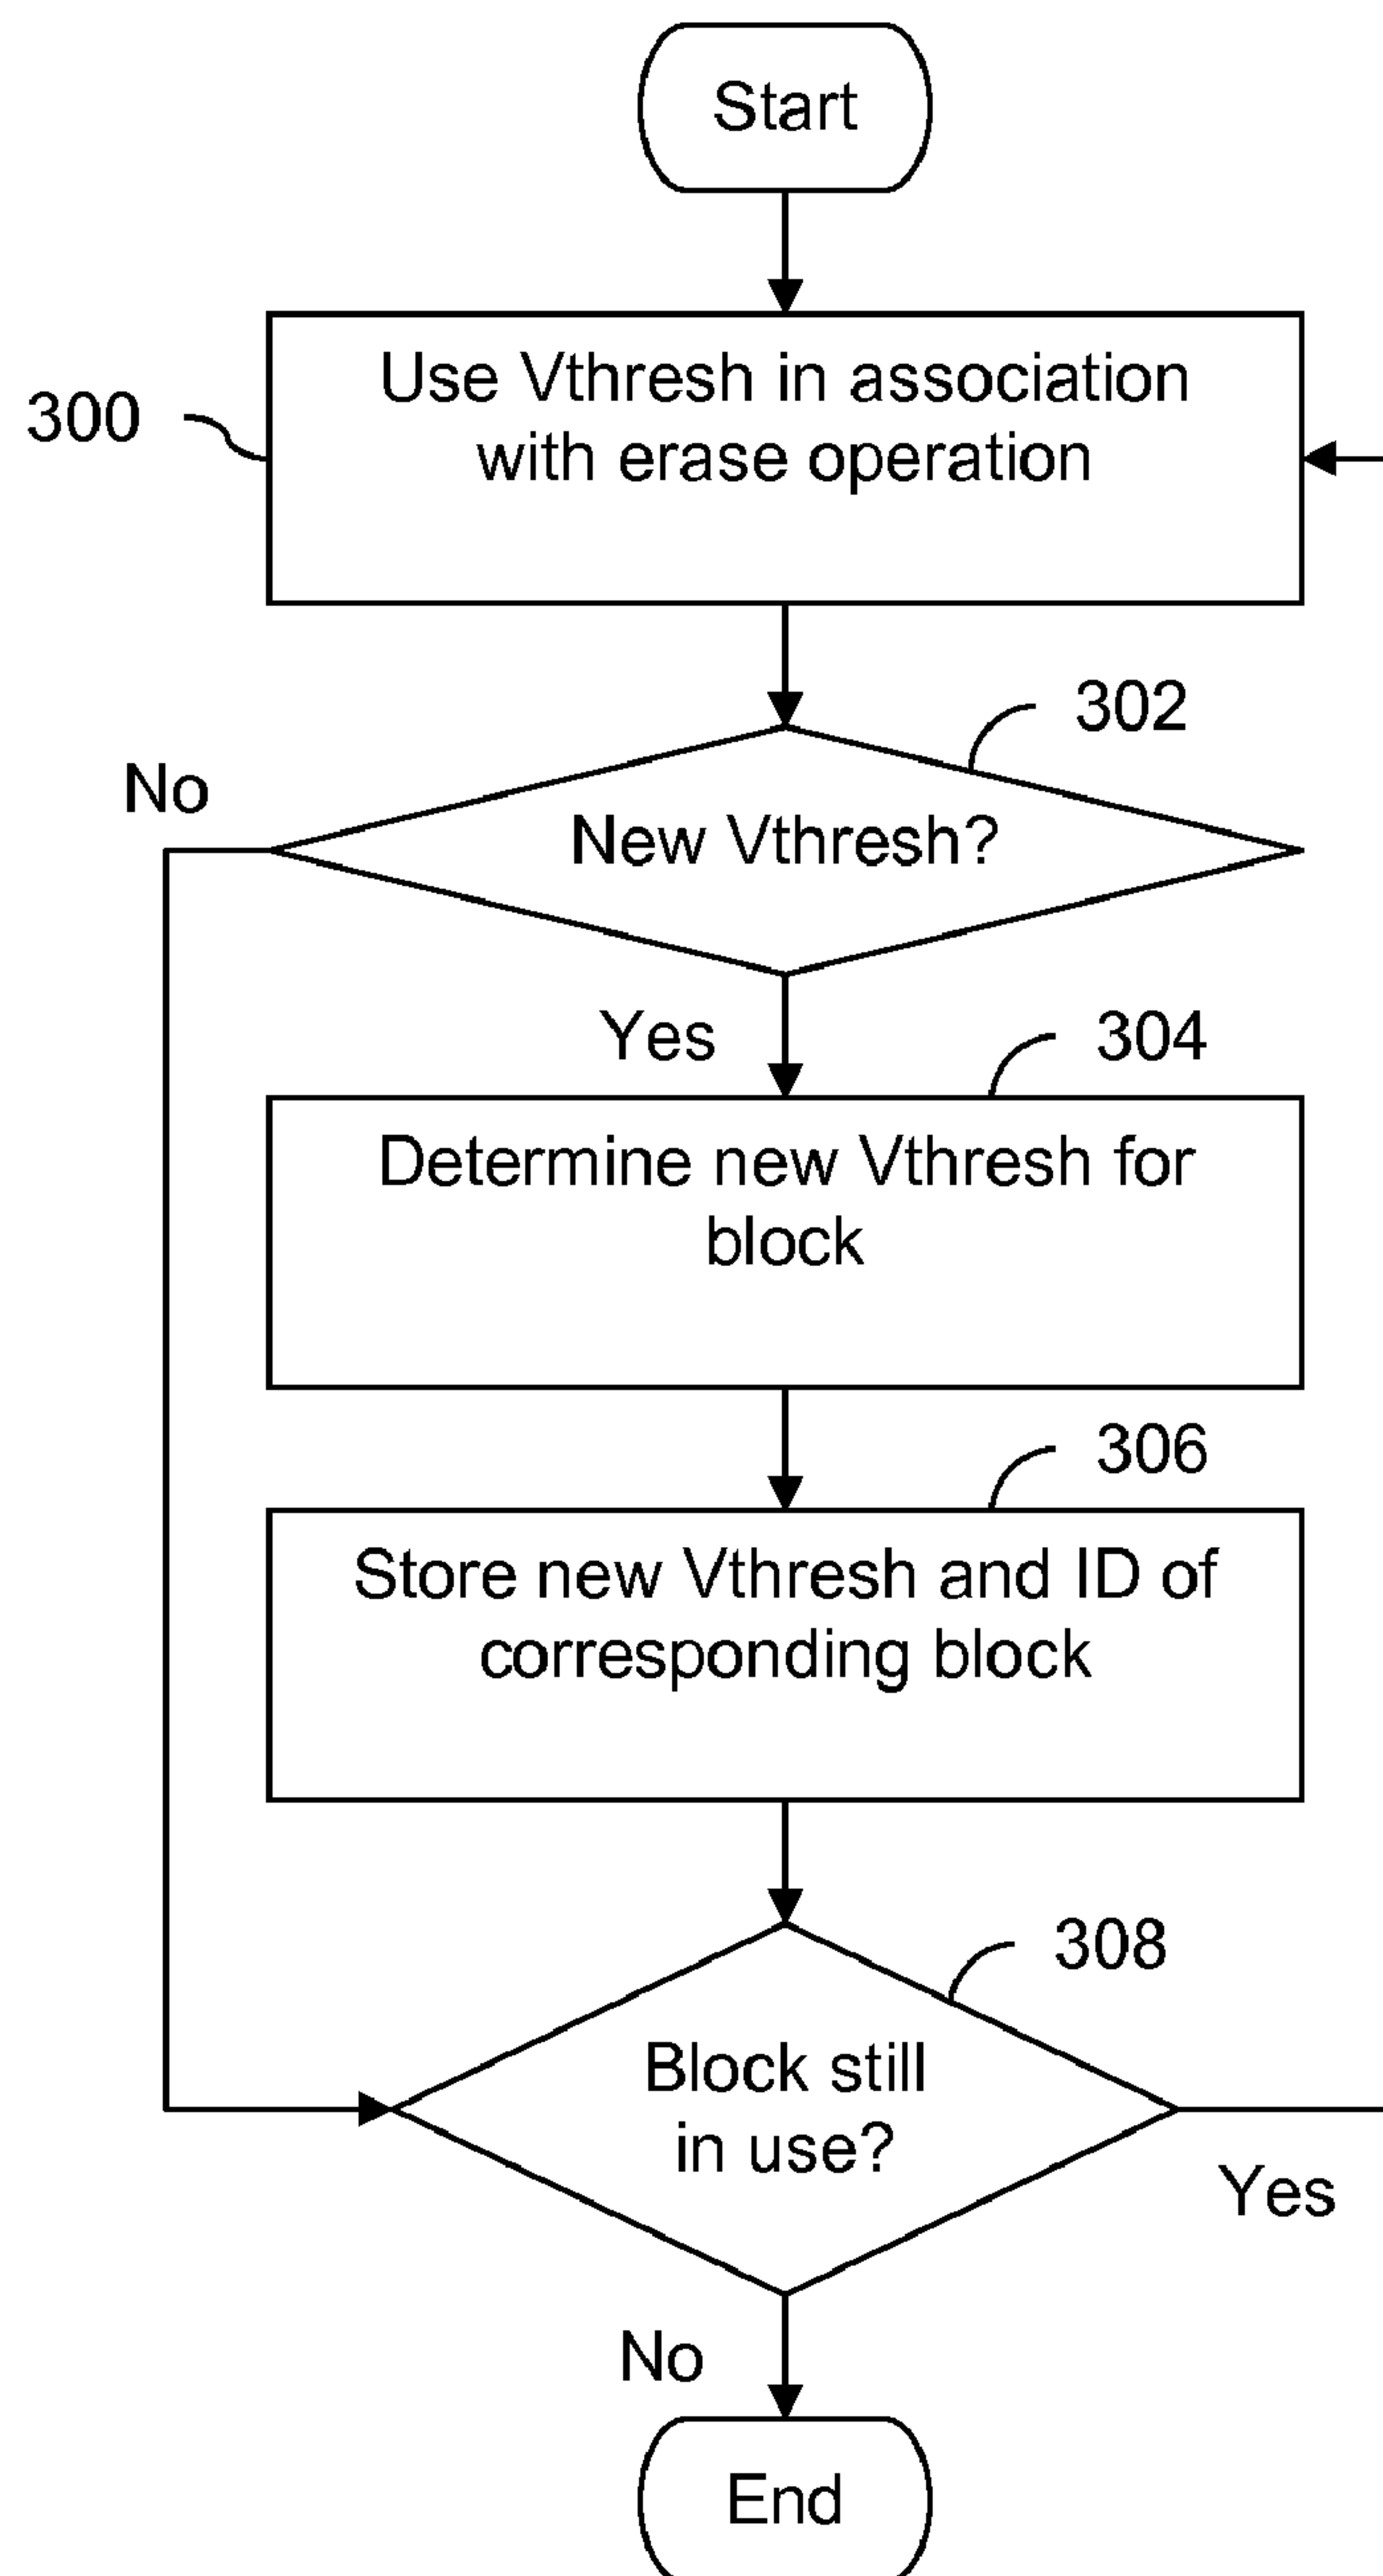 Start
300
Use Vthresh in association
with erase operation
302
No
New Vthresh?
Yes
304
Determine new Vthresh for
block
306
Store new Vthresh and ID of
corresponding block
308
Block still
in use?
Yes
No
End